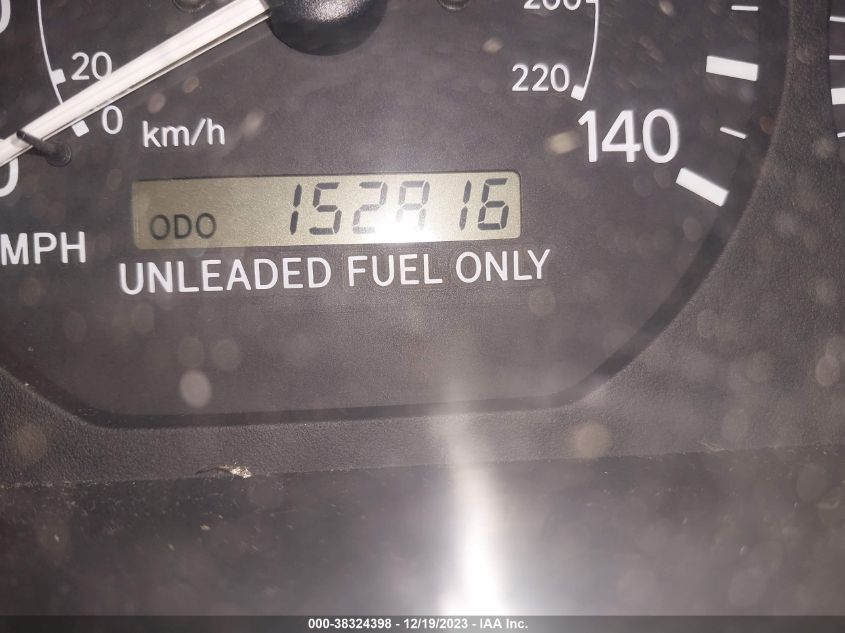 200
20
220
0
km/h
140
ODO 152816
MPH
UNLEADED FUEL ONLY
000-38324398 - 12/19/2023 - IAA Inc.